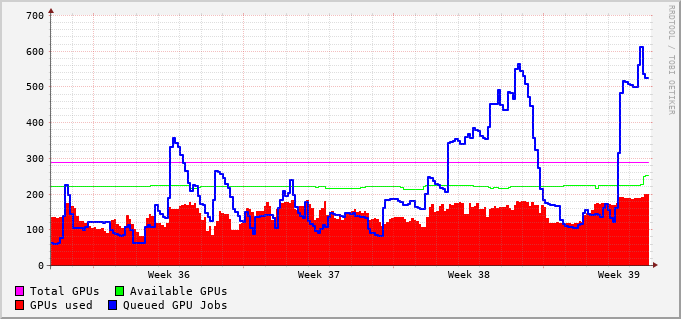 700
600
500
400
300
200
100
0
Week 36 Week 37 Week 38 Week 39
Total GPUs Available GPUs
GPUs used Queued GPU Jobs
RRDTOOL / TOBI OETIKER